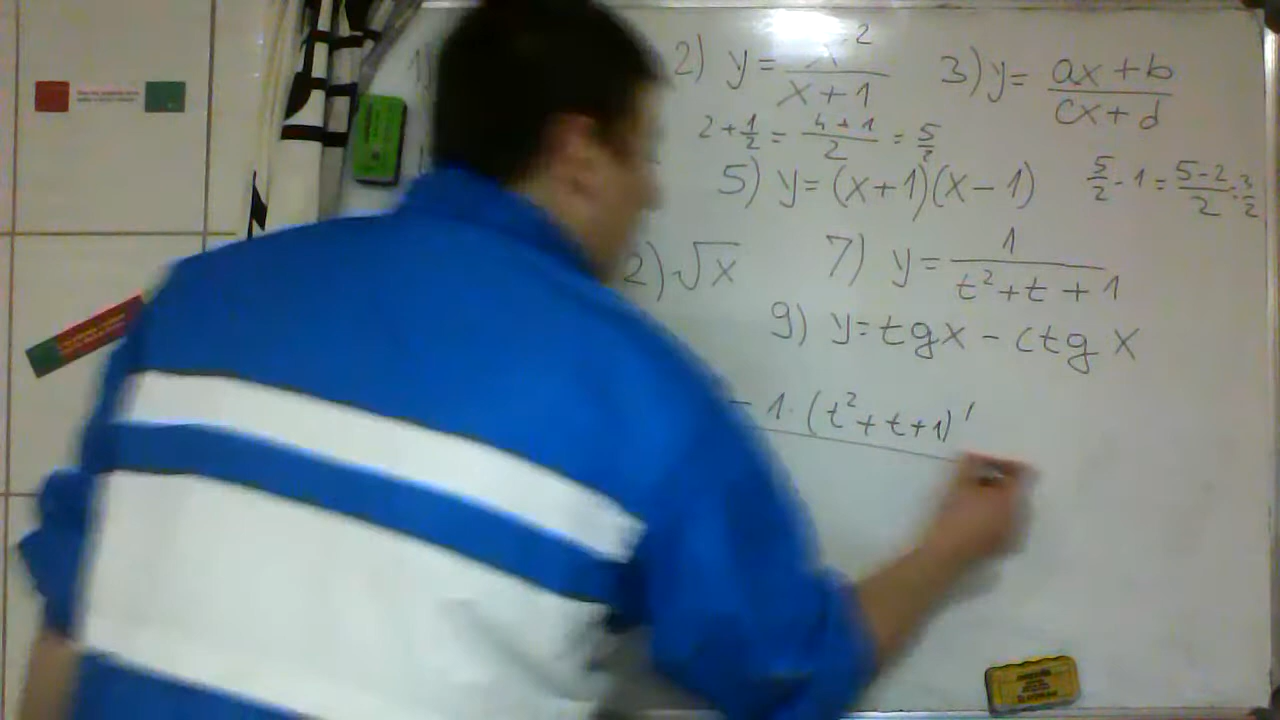 2) y = x² / x + 1
3) y = ax + b / cx + d
2 + 1/2 = 4 + 1 / 2 = 5/2
5) y = (x + 1)(x − 1)
5/2 − 1 = 5 − 2 / 2 = 3/2
2) √x
7) y = 1 / t² + t + 1
9) y = tg x − ctg x
− 1 · (t² + t + 1)'